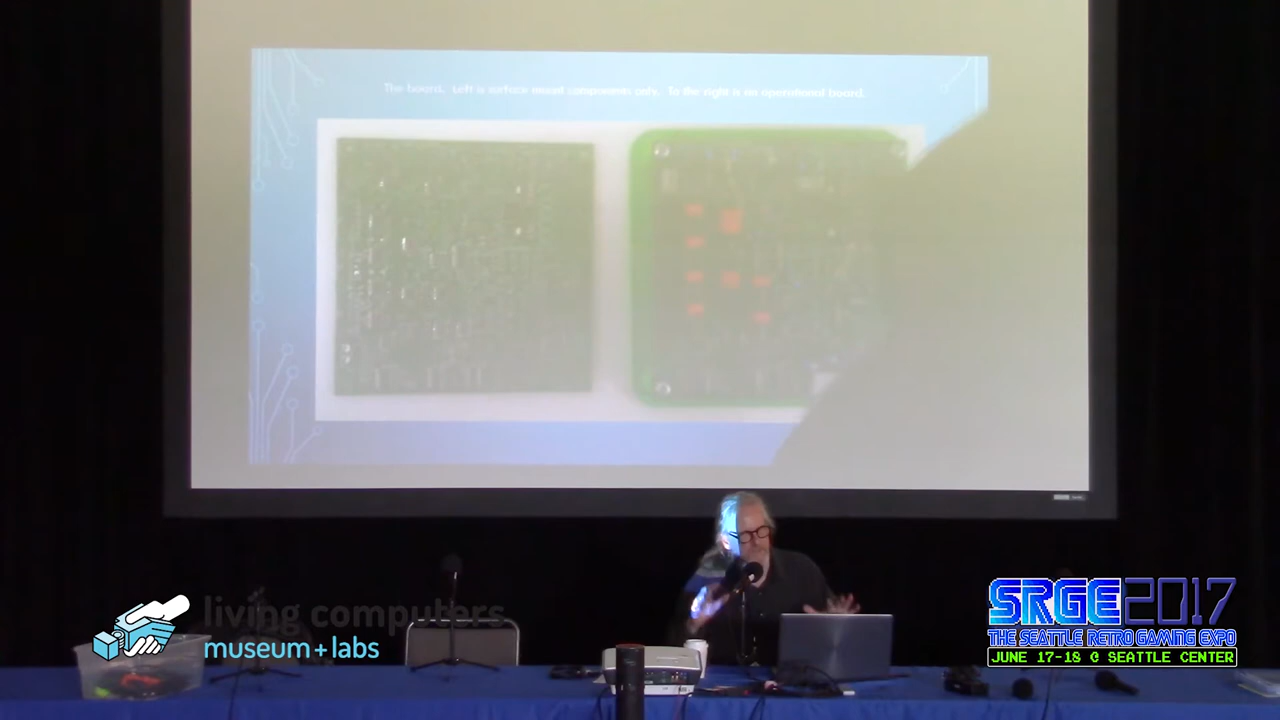 The board. Left is surface mount components only. To the right is an operational board.
living computers
museum+labs
SRGE2017
THE SEATTLE RETRO GAMING EXPO
JUNE 17-18 @ SEATTLE CENTER